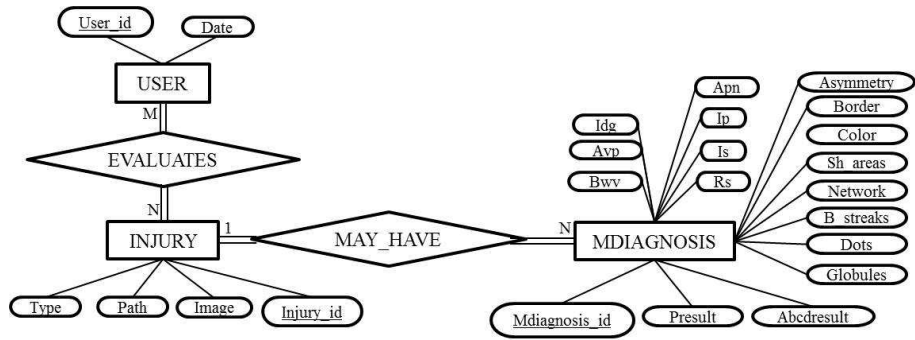 User_id
Date
USER
M
EVALUATES
N
INJURY
1
MAY_HAVE
N
MDIAGNOSIS
Type
Path
Image
Injury_id
Idg
Avp
Bwv
Apn
Ip
Is
Rs
Asymmetry
Border
Color
Sh_areas
Network
B_streaks
Dots
Globules
Mdiagnosis_id
Presult
Abcdresult